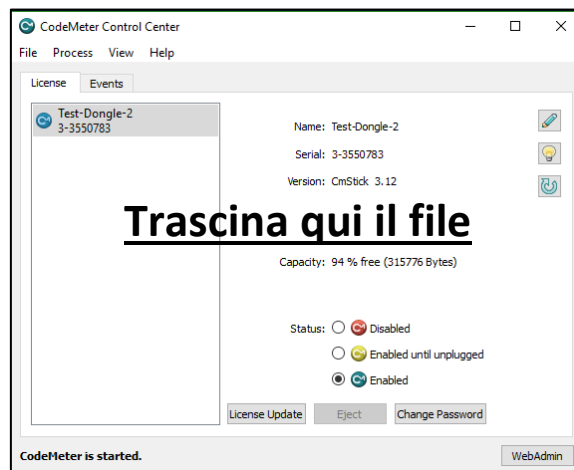 CodeMeter Control Center
File Process View Help
License Events
Test-Dongle-2
3-3550783
Name: Test-Dongle-2
Serial: 3-3550783
Version: CmStick 3.12
Trascina qui il file
Capacity: 94 % free (315776 Bytes)
Status: Disabled
Enabled until unplugged
Enabled
License Update Eject Change Password
CodeMeter is started. WebAdmin